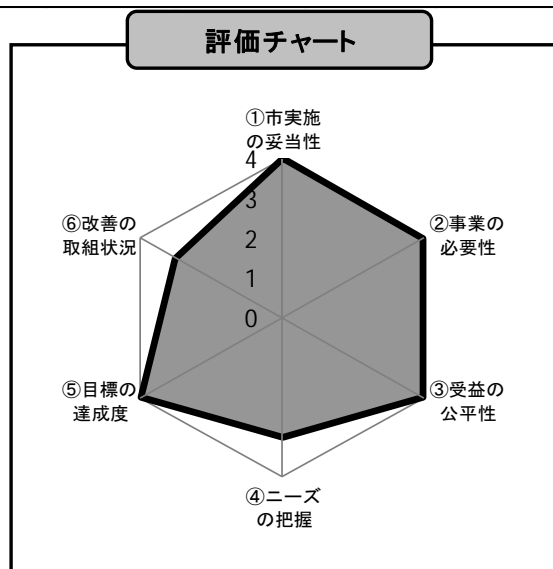 評価チャート
①市実施
の妥当性
4
3
2
1
0
②事業の
必要性
③受益の
公平性
④ニーズ
の把握
⑤目標の
達成度
⑥改善の
取組状況